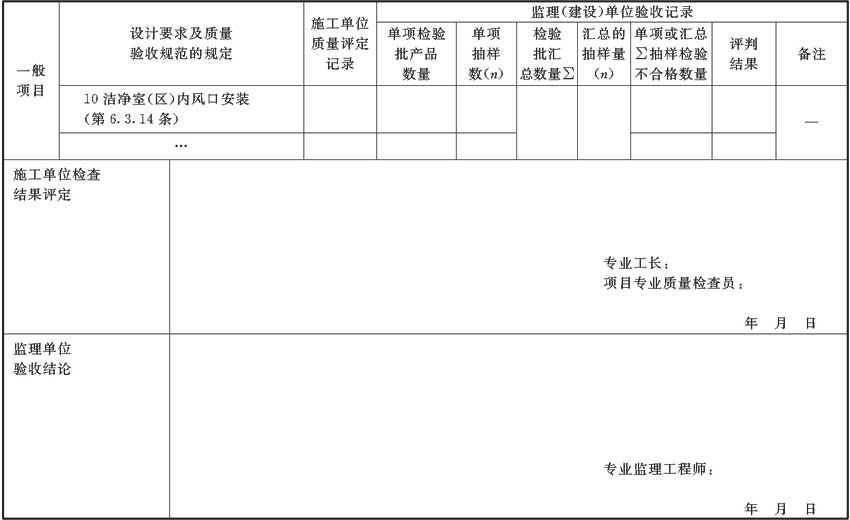 一般
项目
设计要求及质量
验收规范的规定
施工单位
质量评定
记录
监理(建设)单位验收记录
单项检验
批产品
数量
单项
抽样
数(n)
检验
批汇
总数量∑
汇总的
抽样量
(n)
单项或汇总
∑抽样检验
不合格数量
评判
结果
备注
10 洁净室(区)内风口安装
(第 6.3.14 条)
—
…
施工单位检查
结果评定
专业工长:
项目专业质量检查员:
年 月 日
监理单位
验收结论
专业监理工程师:
年 月 日